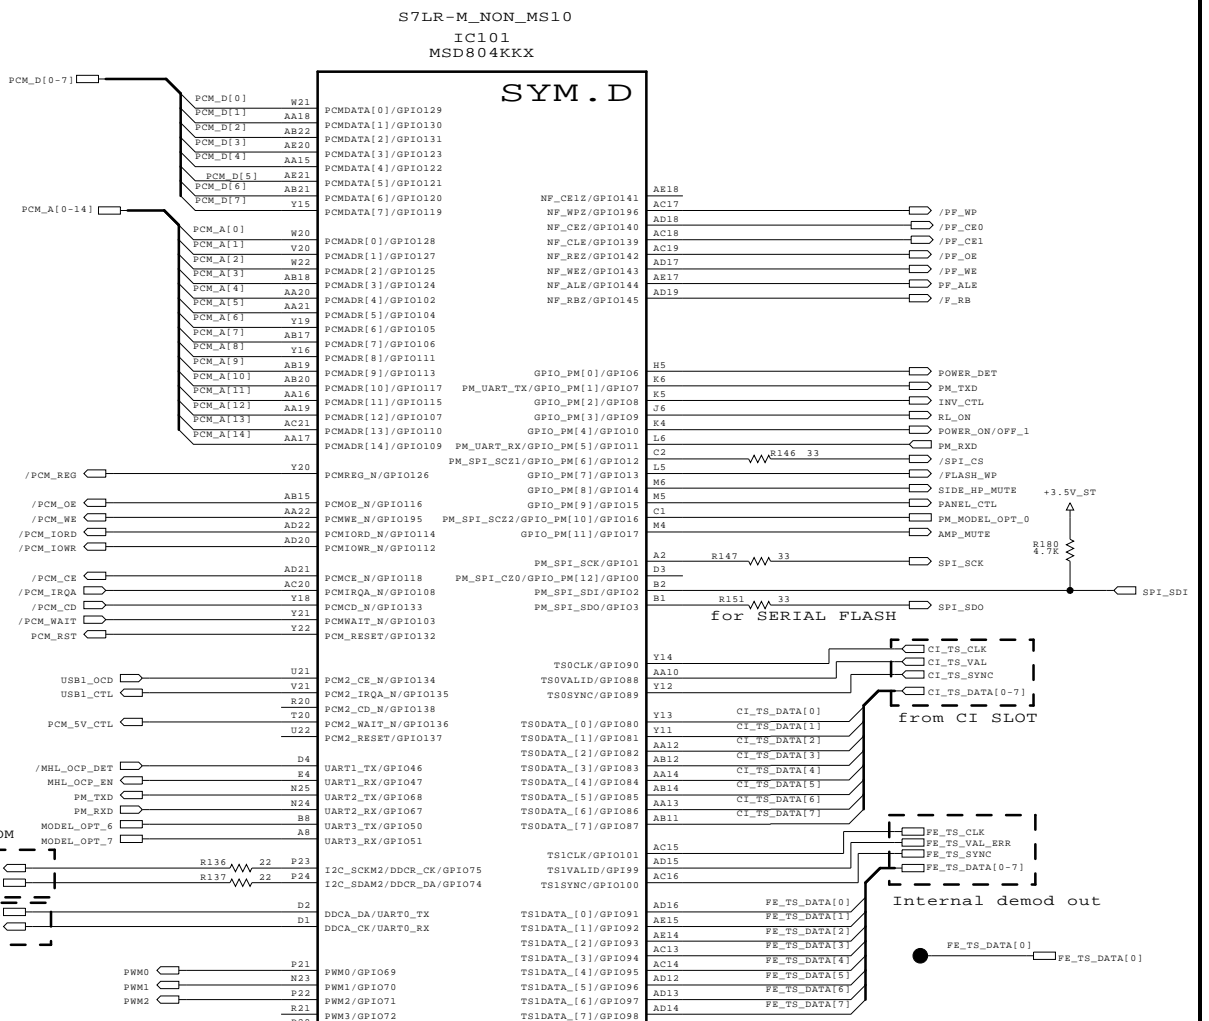 S7LR-M_NON_MS10
IC101
MSD804KKX
SYM.D
PCM_D[0-7]
PCM_D[0] W21 PCMDATA[0]/GPIO129
PCM_D[1] AA18 PCMDATA[1]/GPIO130
PCM_D[2] AB22 PCMDATA[2]/GPIO131
PCM_D[3] AE20 PCMDATA[3]/GPIO123
PCM_D[4] AA15 PCMDATA[4]/GPIO122
PCM_D[5] AE21 PCMDATA[5]/GPIO121
PCM_D[6] AB21 PCMDATA[6]/GPIO120
PCM_D[7] Y15 PCMDATA[7]/GPIO119
PCM_A[0-14]
PCM_A[0] W20 PCMADR[0]/GPIO128
PCM_A[1] V20 PCMADR[1]/GPIO127
PCM_A[2] W22 PCMADR[2]/GPIO125
PCM_A[3] AB18 PCMADR[3]/GPIO124
PCM_A[4] AA20 PCMADR[4]/GPIO102
PCM_A[5] AA21 PCMADR[5]/GPIO104
PCM_A[6] Y19 PCMADR[6]/GPIO105
PCM_A[7] AB17 PCMADR[7]/GPIO106
PCM_A[8] Y16 PCMADR[8]/GPIO111
PCM_A[9] AB19 PCMADR[9]/GPIO113
PCM_A[10] AB20 PCMADR[10]/GPIO117
PCM_A[11] AA16 PCMADR[11]/GPIO115
PCM_A[12] AA19 PCMADR[12]/GPIO107
PCM_A[13] AC21 PCMADR[13]/GPIO110
PCM_A[14] AA17 PCMADR[14]/GPIO109
/PCM_REG Y20 PCMREG_N/GPIO126
/PCM_OE AB15 PCMOE_N/GPIO116
/PCM_WE AA22 PCMWE_N/GPIO195
/PCM_IORD AD22 PCMIORD_N/GPIO114
/PCM_IOWR AD20 PCMIOWR_N/GPIO112
/PCM_CE AD21 PCMCE_N/GPIO118
/PCM_IRQA AC20 PCMIRQA_N/GPIO108
/PCM_CD Y18 PCMCD_N/GPIO133
/PCM_WAIT Y21 PCMWAIT_N/GPIO103
PCM_RST Y22 PCM_RESET/GPIO132
USB1_OCD U21 PCM2_CE_N/GPIO134
USB1_CTL V21 PCM2_IRQA_N/GPIO135
R20 PCM2_CD_N/GPIO138
PCM_5V_CTL T20 PCM2_WAIT_N/GPIO136
U22 PCM2_RESET/GPIO137
/MHL_OCP_DET D4 UART1_TX/GPIO46
MHL_OCP_EN E4 UART1_RX/GPIO47
PM_TXD N25 UART2_TX/GPIO68
PM_RXD N24 UART2_RX/GPIO67
MODEL_OPT_6 B8 UART3_TX/GPIO50
MODEL_OPT_7 A8 UART3_RX/GPIO51
OM
R136 22 P23 I2C_SCKM2/DDCR_CK/GPIO75
R137 22 P24 I2C_SDAM2/DDCR_DA/GPIO74
D2 DDCA_DA/UART0_TX
D1 DDCA_CK/UART0_RX
PWM0 P21 PWM0/GPIO69
PWM1 N23 PWM1/GPIO70
PWM2 P22 PWM2/GPIO71
R21 PWM3/GPIO72
NF_CE1Z/GPIO141 AE18
NF_WPZ/GPIO196 AC17 /PF_WP
NF_CEZ/GPIO140 AD18 /PF_CE0
NF_CLE/GPIO139 AC18 /PF_CE1
NF_REZ/GPIO142 AC19 /PF_OE
NF_WEZ/GPIO143 AD17 /PF_WE
NF_ALE/GPIO144 AE17 PF_ALE
NF_RBZ/GPIO145 AD19 /F_RB
GPIO_PM[0]/GPIO6 H5 POWER_DET
PM_UART_TX/GPIO_PM[1]/GPIO7 K6 PM_TXD
GPIO_PM[2]/GPIO8 K5 INV_CTL
GPIO_PM[3]/GPIO9 J6 RL_ON
GPIO_PM[4]/GPIO10 K4 POWER_ON/OFF_1
PM_UART_RX/GPIO_PM[5]/GPIO11 L6 PM_RXD
PM_SPI_SCZ1/GPIO_PM[6]/GPIO12 C2 R146 33 /SPI_CS
GPIO_PM[7]/GPIO13 L5 /FLASH_WP
GPIO_PM[8]/GPIO14 M6 SIDE_HP_MUTE
GPIO_PM[9]/GPIO15 M5 PANEL_CTL
PM_SPI_SCZ2/GPIO_PM[10]/GPIO16 C1 PM_MODEL_OPT_0
GPIO_PM[11]/GPIO17 M4 AMP_MUTE
+3.5V_ST
R180
4.7K
PM_SPI_SCK/GPIO1 A2 R147 33 SPI_SCK
PM_SPI_CZ0/GPIO_PM[12]/GPIO0 D3
PM_SPI_SDI/GPIO2 B2 SPI_SDI
PM_SPI_SDO/GPIO3 B1 R151 33 SPI_SDO
for SERIAL FLASH
TS0CLK/GPIO90 Y14 CI_TS_CLK
TS0VALID/GPIO88 AA10 CI_TS_VAL
TS0SYNC/GPIO89 Y12 CI_TS_SYNC
CI_TS_DATA[0-7]
from CI SLOT
TS0DATA_[0]/GPIO80 Y13 CI_TS_DATA[0]
TS0DATA_[1]/GPIO81 Y11 CI_TS_DATA[1]
TS0DATA_[2]/GPIO82 AA12 CI_TS_DATA[2]
TS0DATA_[3]/GPIO83 AB12 CI_TS_DATA[3]
TS0DATA_[4]/GPIO84 AA14 CI_TS_DATA[4]
TS0DATA_[5]/GPIO85 AB14 CI_TS_DATA[5]
TS0DATA_[6]/GPIO86 AA13 CI_TS_DATA[6]
TS0DATA_[7]/GPIO87 AB11 CI_TS_DATA[7]
TS1CLK/GPIO101 AC15 FE_TS_CLK
TS1VALID/GPIO99 AD15 FE_TS_VAL_ERR
TS1SYNC/GPIO100 AC16 FE_TS_SYNC
FE_TS_DATA[0-7]
Internal demod out
TS1DATA_[0]/GPIO91 AD16 FE_TS_DATA[0]
TS1DATA_[1]/GPIO92 AE15 FE_TS_DATA[1]
TS1DATA_[2]/GPIO93 AE14 FE_TS_DATA[2]
TS1DATA_[3]/GPIO94 AC13 FE_TS_DATA[3]
TS1DATA_[4]/GPIO95 AC14 FE_TS_DATA[4]
TS1DATA_[5]/GPIO96 AD12 FE_TS_DATA[5]
TS1DATA_[6]/GPIO97 AD13 FE_TS_DATA[6]
TS1DATA_[7]/GPIO98 AD14 FE_TS_DATA[7]
FE_TS_DATA[0] FE_TS_DATA[0]